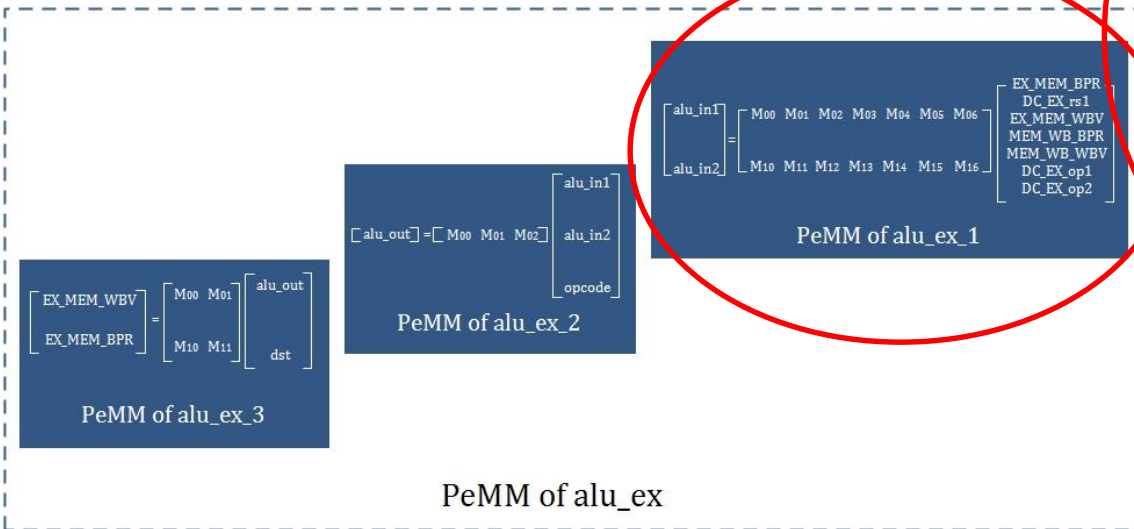 EX_MEM_BPR
DC_EX_rs1
EX_MEM_WBV
MEM_WB_BPR
MEM_WB_WBV
DC_EX_op1
DC_EX_op2
alu_in1
= M00 M01 M02 M03 M04 M05 M06
alu_in2 M10 M11 M12 M13 M14 M15 M16
PeMM of alu_ex_1
alu_in1
[alu_out]=[ M00 M01 M02] alu_in2
opcode
PeMM of alu_ex_2
EX_MEM_WBV = M00 M01 alu_out
EX_MEM_BPR M10 M11 dst
PeMM of alu_ex_3
PeMM of alu_ex